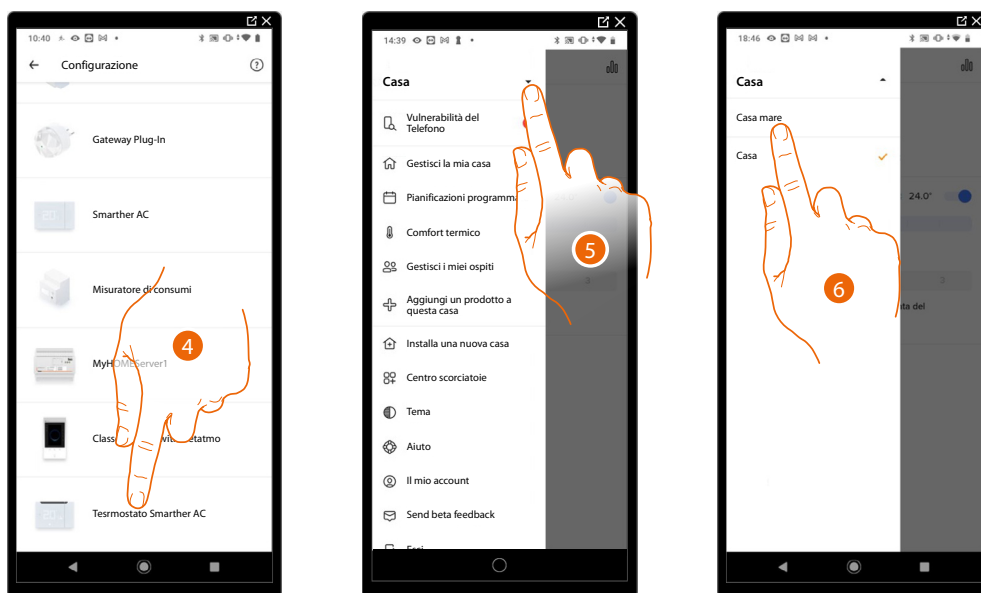 10:40
Configurazione
?
Gateway Plug-In
Smarther AC
Misuratore di consumi
MyHOMEServer1
Tesrmostato Smarther AC
4
14:39
Casa
Vulnerabilità del
Telefono
Gestisci la mia casa
Pianificazioni programm
Comfort termico
Gestisci i miei ospiti
Aggiungi un prodotto a
questa casa
Installa una nuova casa
Centro scorciatoie
Tema
Aiuto
Il mio account
Send beta feedback
5
18:46
Casa
Casa mare
Casa
24.0°
2
ta del
6